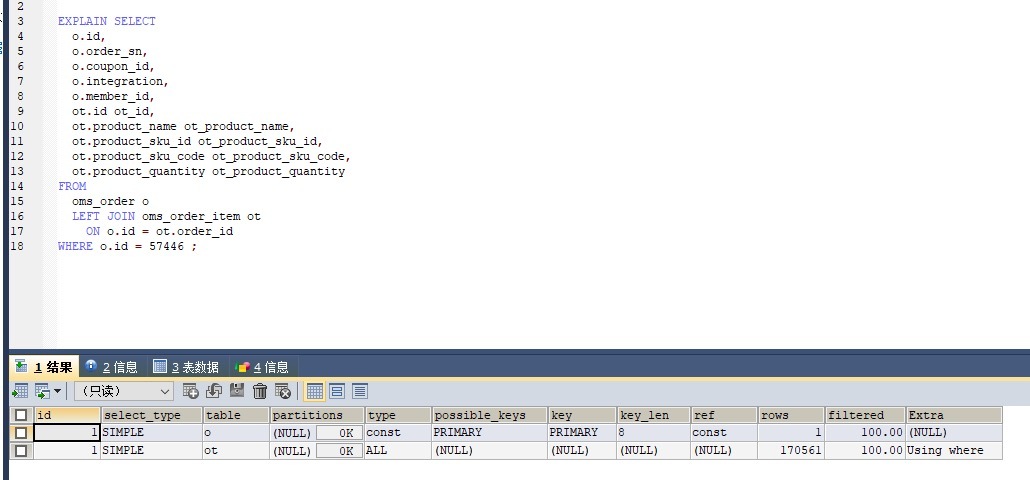 2
3 EXPLAIN SELECT
4 o.id,
5 o.order_sn,
6 o.coupon_id,
7 o.integration,
8 o.member_id,
9 ot.id ot_id,
10 ot.product_name ot_product_name,
11 ot.product_sku_id ot_product_sku_id,
12 ot.product_sku_code ot_product_sku_code,
13 ot.product_quantity ot_product_quantity
14 FROM
15 oms_order o
16 LEFT JOIN oms_order_item ot
17 ON o.id = ot.order_id
18 WHERE o.id = 57446 ;
1 结果 2 信息 3 表数据 4 信息
(只读)
id select_type table partitions type possible_keys key key_len ref rows filtered Extra
1 SIMPLE o (NULL) 0K const PRIMARY PRIMARY 8 const 1 100.00 (NULL)
1 SIMPLE ot (NULL) 0K ALL (NULL) (NULL) (NULL) (NULL) 170561 100.00 Using where